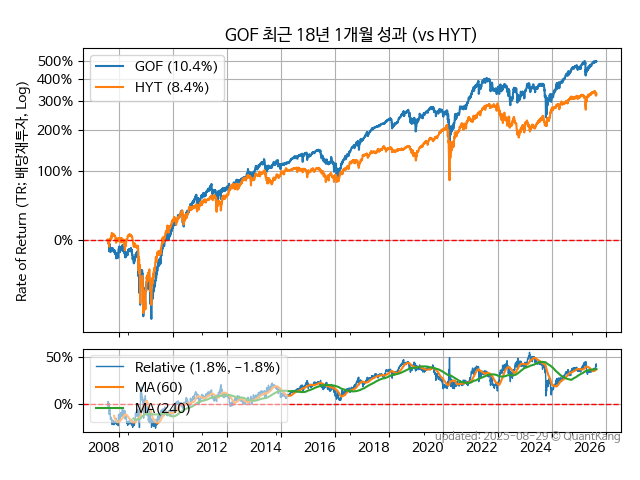 GOF 최근 18년 1개월 성과 (vs HYT)
Rate of Return (TR: 배당재투자, Log)
500%
400%
300%
200%
100%
0%
GOF (10.4%)
HYT (8.4%)
50%
0%
Relative (1.8%, −1.8%)
MA(60)
MA(240)
updated: 2025-08-29 © QuantKang
2008 2010 2012 2014 2016 2018 2020 2022 2024 2026